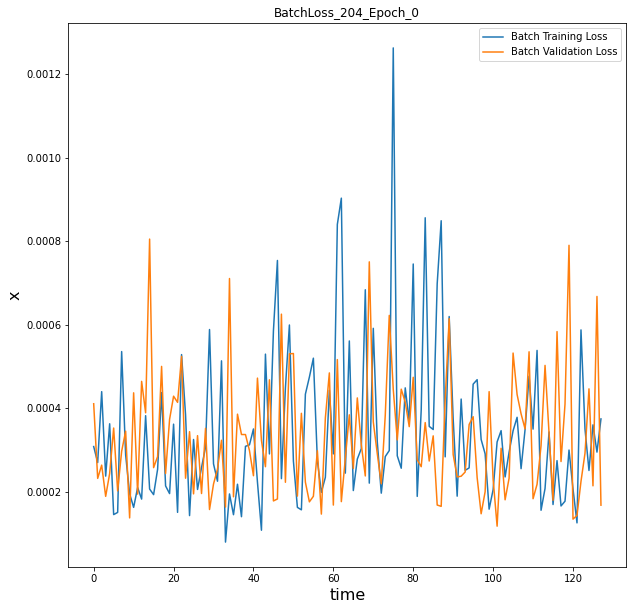 BatchLoss_204_Epoch_0
Batch Training Loss
Batch Validation Loss
0.0012
0.0010
0.0008
0.0006
0.0004
0.0002
x
0 20 40 60 80 100 120
time